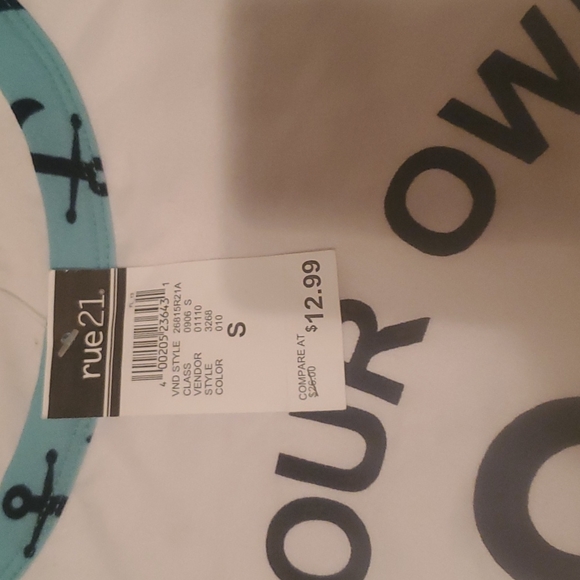 rue21
4 00205 23643 1
VND STYLE 26815R21A
CLASS 0906 S
VENDOR 01110
STYLE 3268
COLOR 010
S
COMPARE AT
$26.00
$12.99
OUR
OW